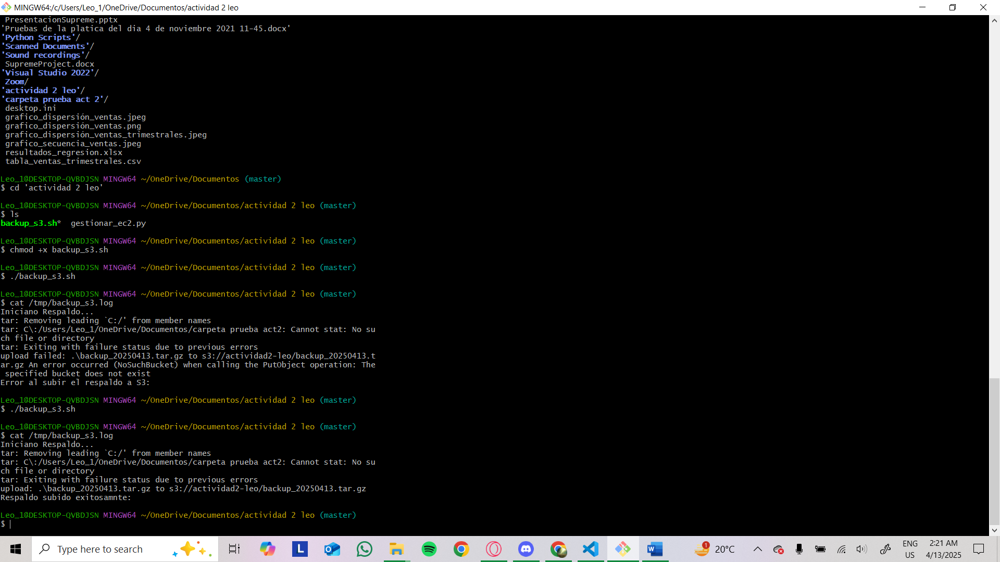 MINGW64:/c/Users/Leo_1/OneDrive/Documentos/actividad 2 leo
PresentacionSupreme.pptx
'Pruebas de la platica del dia 4 de noviembre 2021 11-45.docx'
'Python Scripts'/
'Scanned Documents'/
'Sound recordings'/
SupremeProject.docx
'Visual Studio 2022'/
Zoom/
'actividad 2 leo'/
'carpeta prueba act 2'/
desktop.ini
grafico_dispersión_ventas.jpeg
grafico_dispersión_ventas.png
grafico_dispersión_ventas_trimestrales.jpeg
grafico_secuencia_ventas.jpeg
resultados_regresion.xlsx
tabla_ventas_trimestrales.csv
Leo_1@DESKTOP-QVBDJSN MINGW64 ~/OneDrive/Documentos (master)
$ cd 'actividad 2 leo'
Leo_1@DESKTOP-QVBDJSN MINGW64 ~/OneDrive/Documentos/actividad 2 leo (master)
$ ls
backup_s3.sh*  gestionar_ec2.py
Leo_1@DESKTOP-QVBDJSN MINGW64 ~/OneDrive/Documentos/actividad 2 leo (master)
$ chmod +x backup_s3.sh
Leo_1@DESKTOP-QVBDJSN MINGW64 ~/OneDrive/Documentos/actividad 2 leo (master)
$ ./backup_s3.sh
Leo_1@DESKTOP-QVBDJSN MINGW64 ~/OneDrive/Documentos/actividad 2 leo (master)
$ cat /tmp/backup_s3.log
Iniciano Respaldo...
tar: Removing leading `C:/' from member names
tar: C\:/Users/Leo_1/OneDrive/Documentos/carpeta prueba act2: Cannot stat: No su
ch file or directory
tar: Exiting with failure status due to previous errors
upload failed: .\backup_20250413.tar.gz to s3://actividad2-leo/backup_20250413.t
ar.gz An error occurred (NoSuchBucket) when calling the PutObject operation: The
specified bucket does not exist
Error al subir el respaldo a S3:
Leo_1@DESKTOP-QVBDJSN MINGW64 ~/OneDrive/Documentos/actividad 2 leo (master)
$ ./backup_s3.sh
Leo_1@DESKTOP-QVBDJSN MINGW64 ~/OneDrive/Documentos/actividad 2 leo (master)
$ cat /tmp/backup_s3.log
Iniciano Respaldo...
tar: Removing leading `C:/' from member names
tar: C\:/Users/Leo_1/OneDrive/Documentos/carpeta prueba act2: Cannot stat: No su
ch file or directory
tar: Exiting with failure status due to previous errors
upload: .\backup_20250413.tar.gz to s3://actividad2-leo/backup_20250413.tar.gz
Respaldo subido exitosamnte:
Leo_1@DESKTOP-QVBDJSN MINGW64 ~/OneDrive/Documentos/actividad 2 leo (master)
$
Type here to search
L
1
20°C
ENG
US
2:21 AM
4/13/2025